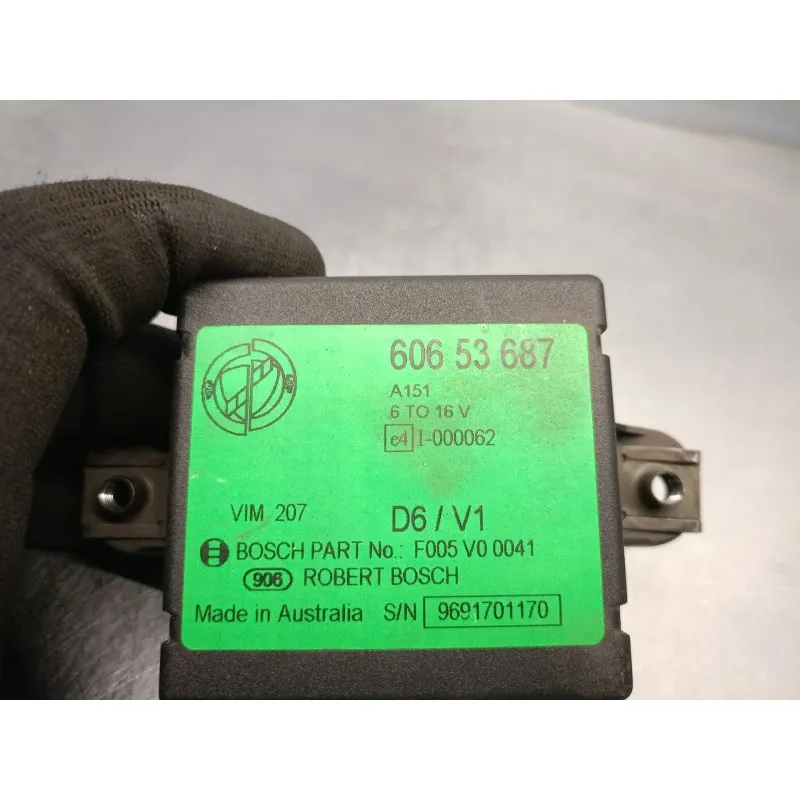 606 53 687
A151
6 TO 16 V
e4 I-000062
VIM 207 D6 / V1
BOSCH PART No.: F005 V0 0041
906 ROBERT BOSCH
Made in Australia S/N 9691701170